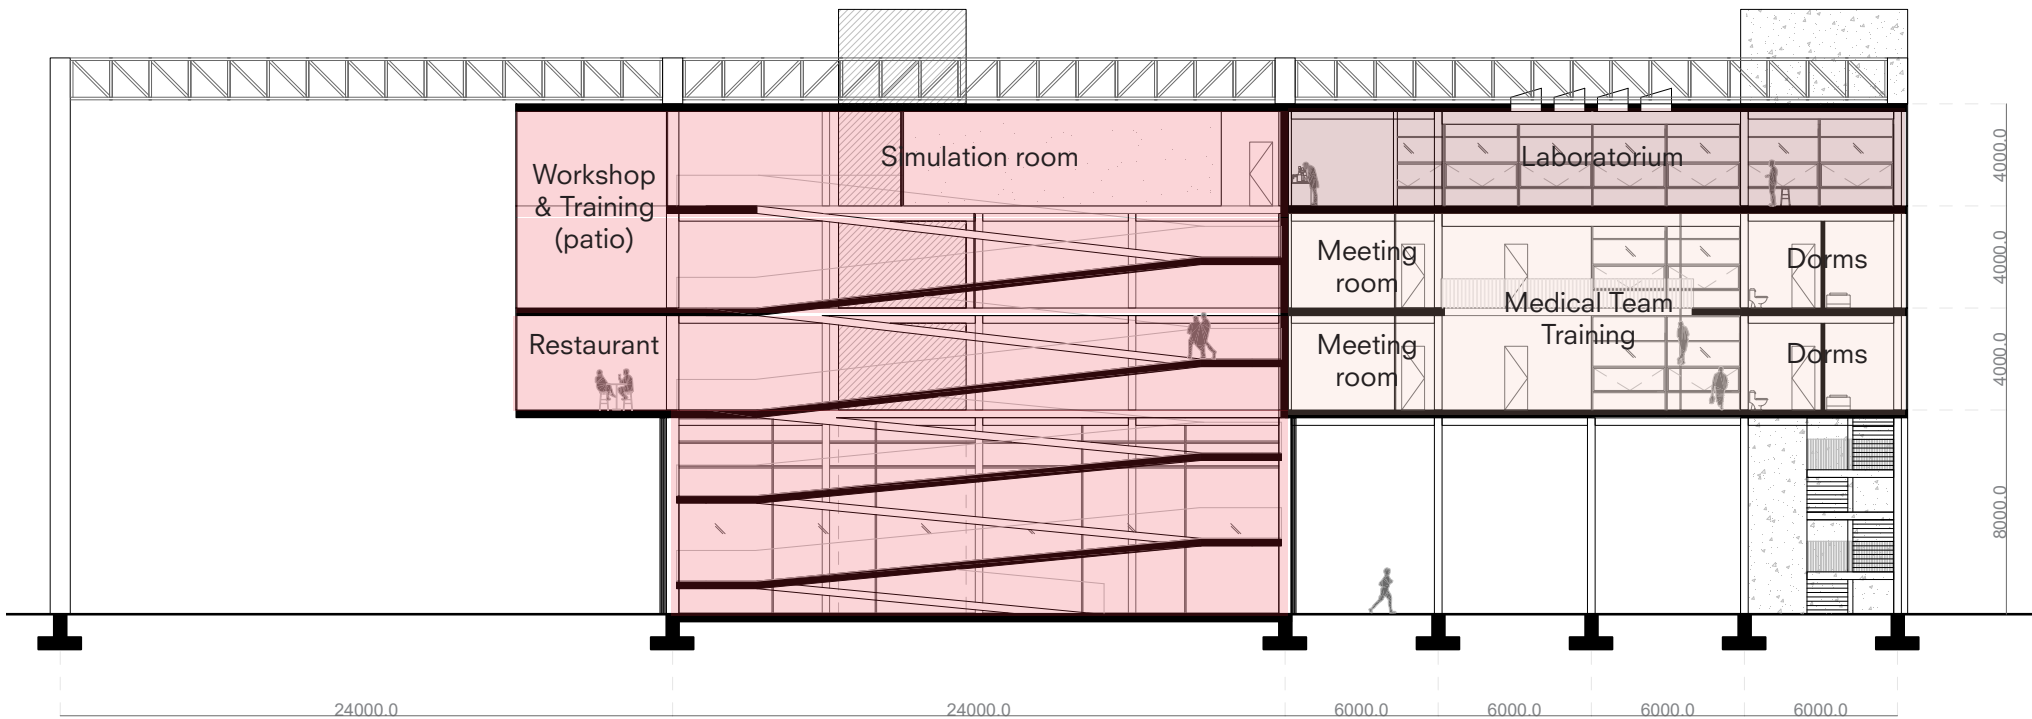 Workshop
& Training
(patio)
Simulation room
Laboratorium
Meeting
room
Dorms
Medical Team
Training
Restaurant
Meeting
room
Dorms
4000.0
4000.0
4000.0
8000.0
24000.0
24000.0
6000.0
6000.0
6000.0
6000.0